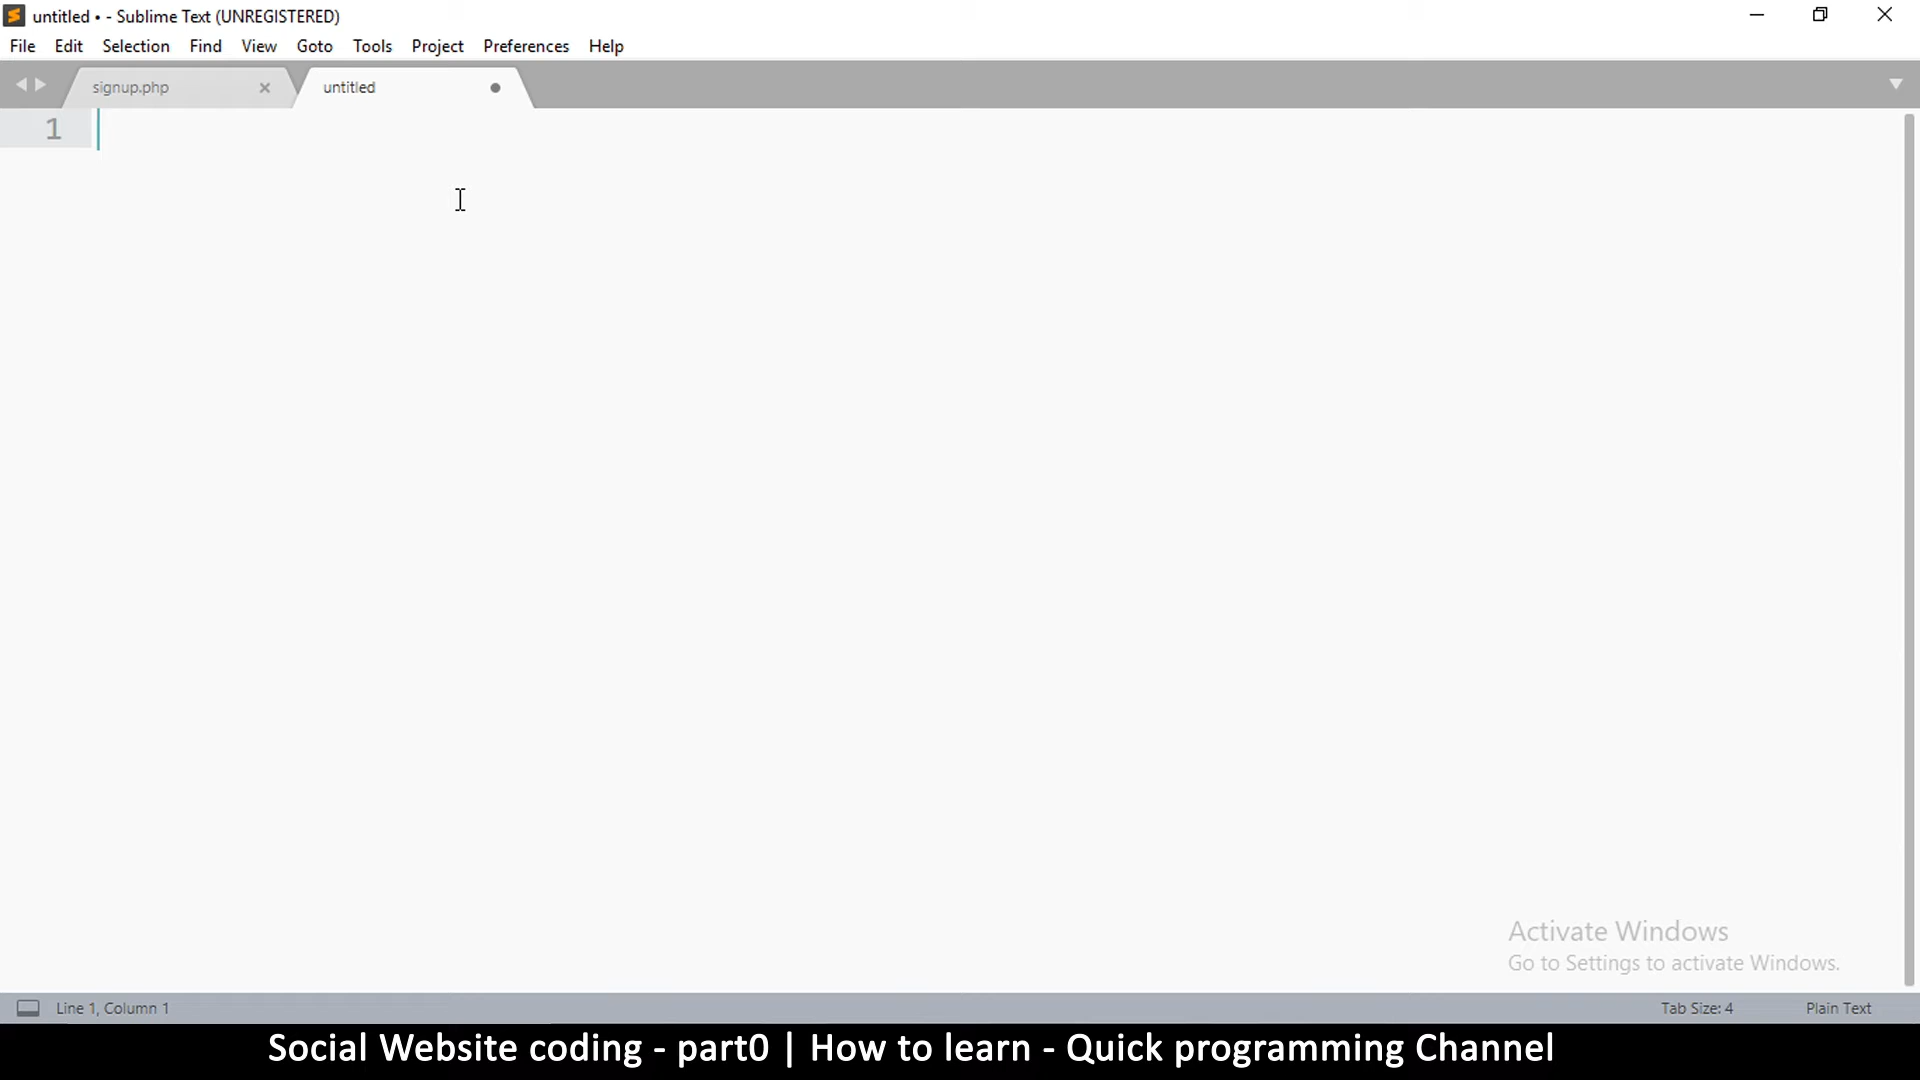 untitled • - Sublime Text (UNREGISTERED)
File Edit Selection Find View Goto Tools Project Preferences Help
signup.php untitled
1
Activate Windows
Go to Settings to activate Windows.
Line 1, Column 1 Tab Size: 4 Plain Text
Social Website coding - part0 | How to learn - Quick programming Channel